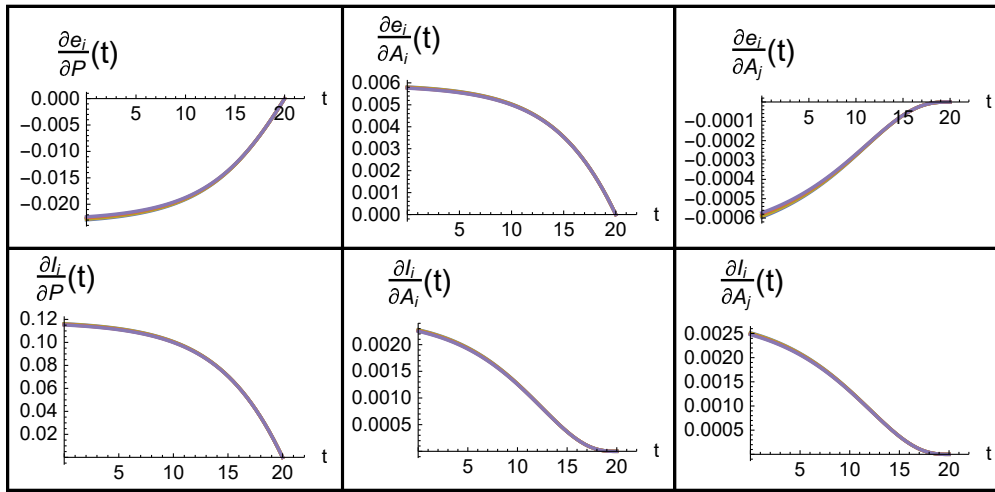 ∂e_i/∂P (t)
0.000
−0.005
−0.010
−0.015
−0.020
5 10 15 20 t
∂e_i/∂A_i (t)
0.006
0.005
0.004
0.003
0.002
0.001
0.000
5 10 15 20 t
∂e_i/∂A_j (t)
−0.0001
−0.0002
−0.0003
−0.0004
−0.0005
−0.0006
5 10 15 20 t
∂I_i/∂P (t)
0.12
0.10
0.08
0.06
0.04
0.02
5 10 15 20 t
∂I_i/∂A_i (t)
0.0020
0.0015
0.0010
0.0005
5 10 15 20 t
∂I_i/∂A_j (t)
0.0025
0.0020
0.0015
0.0010
0.0005
5 10 15 20 t